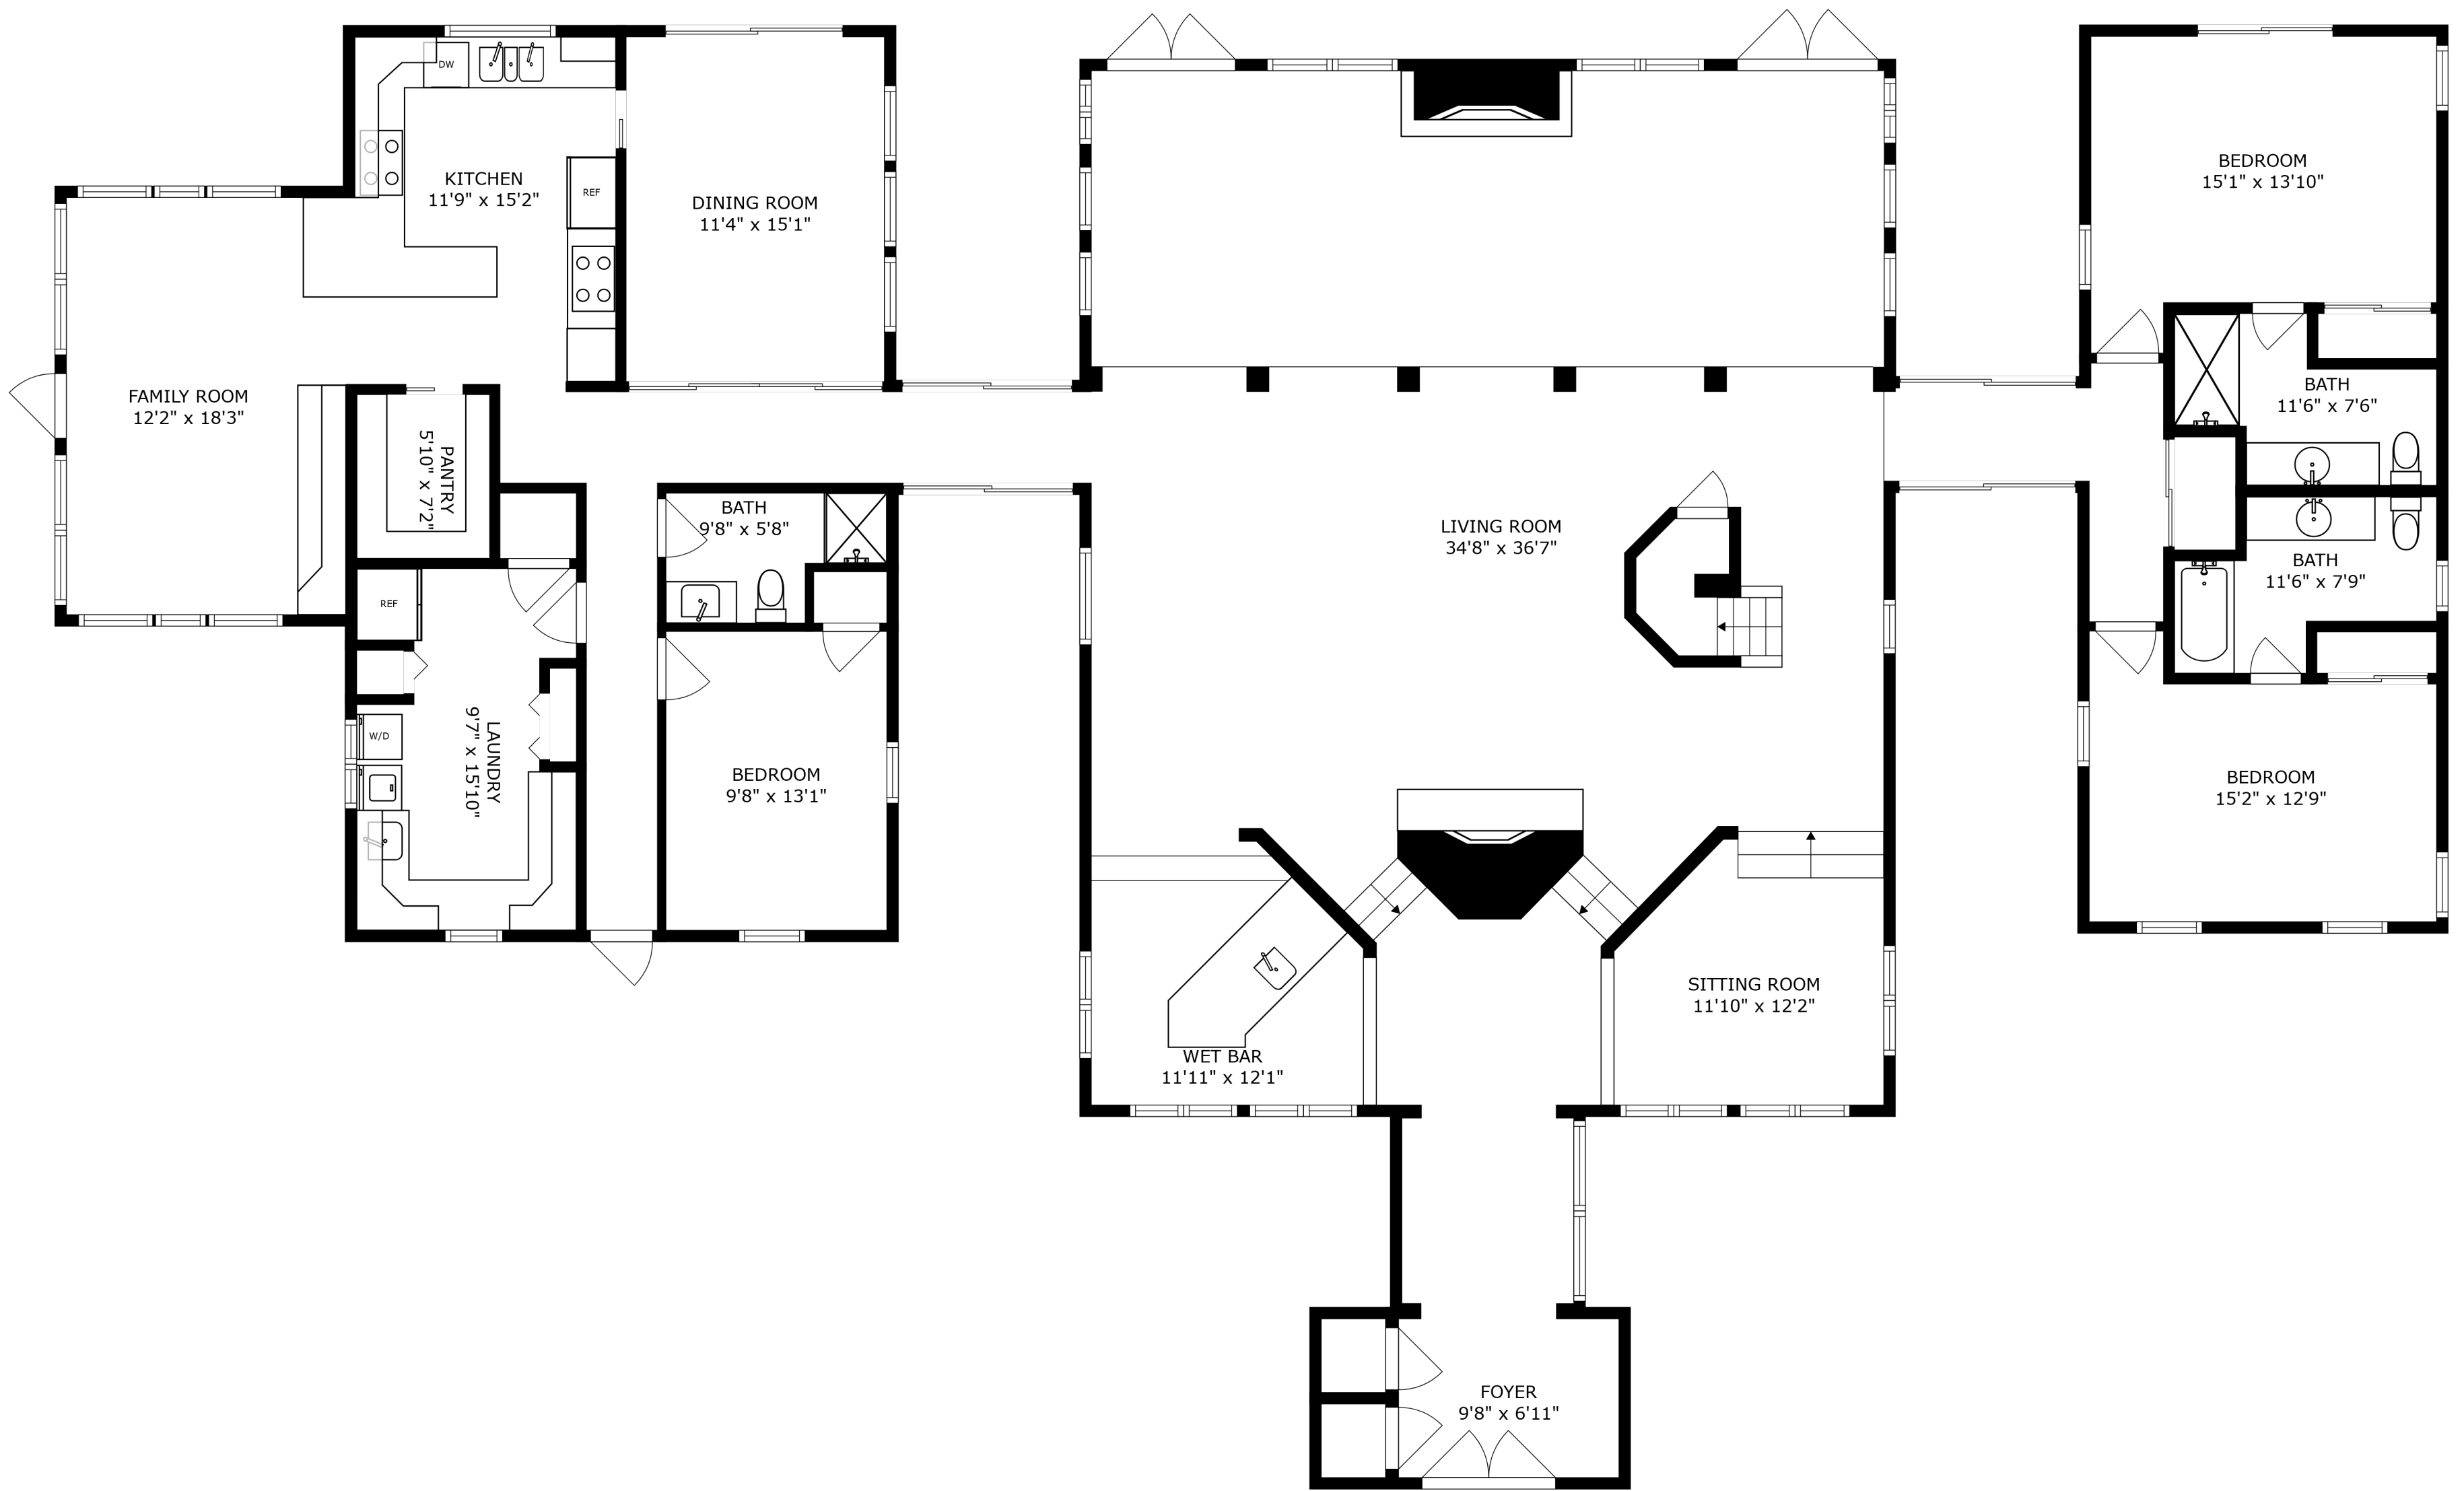 DW
KITCHEN
11'9" x 15'2"
REF
DINING ROOM
11'4" x 15'1"
FAMILY ROOM
12'2" x 18'3"
PANTRY
5'10" x 7'2"
BATH
9'8" x 5'8"
REF
W/D
LAUNDRY
9'7" x 15'10"
BEDROOM
9'8" x 13'1"
LIVING ROOM
34'8" x 36'7"
WET BAR
11'11" x 12'1"
SITTING ROOM
11'10" x 12'2"
FOYER
9'8" x 6'11"
BEDROOM
15'1" x 13'10"
BATH
11'6" x 7'6"
BATH
11'6" x 7'9"
BEDROOM
15'2" x 12'9"